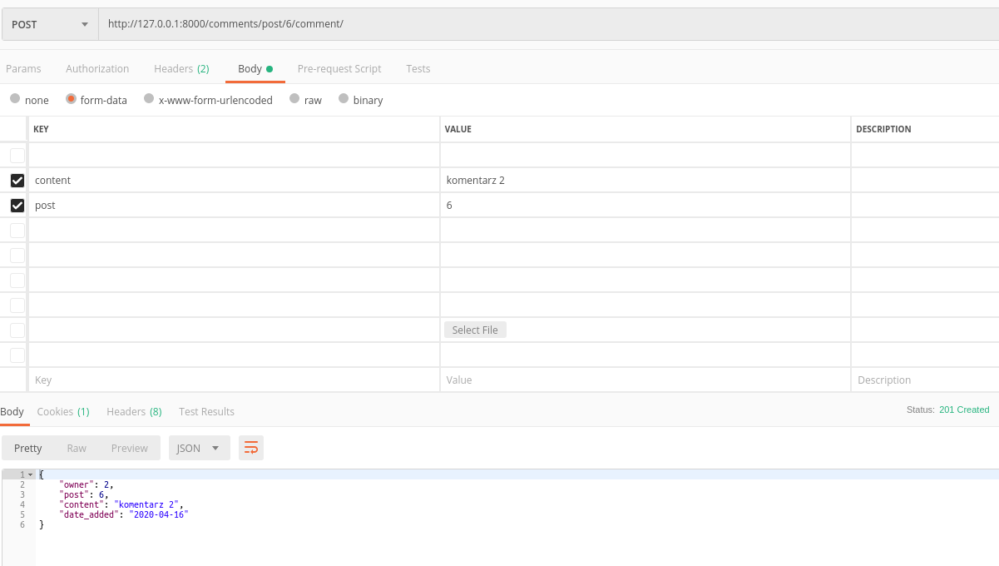 POST http://127.0.0.1:8000/comments/post/6/comment/
Params Authorization Headers (2) Body Pre-request Script Tests
none form-data x-www-form-urlencoded raw binary
KEY VALUE DESCRIPTION
content komentarz 2
post 6
Select File
Key Value Description
Body Cookies (1) Headers (8) Test Results Status: 201 Created
Pretty Raw Preview JSON
1 {
2 "owner": 2,
3 "post": 6,
4 "content": "komentarz 2",
5 "date_added": "2020-04-16"
6 }